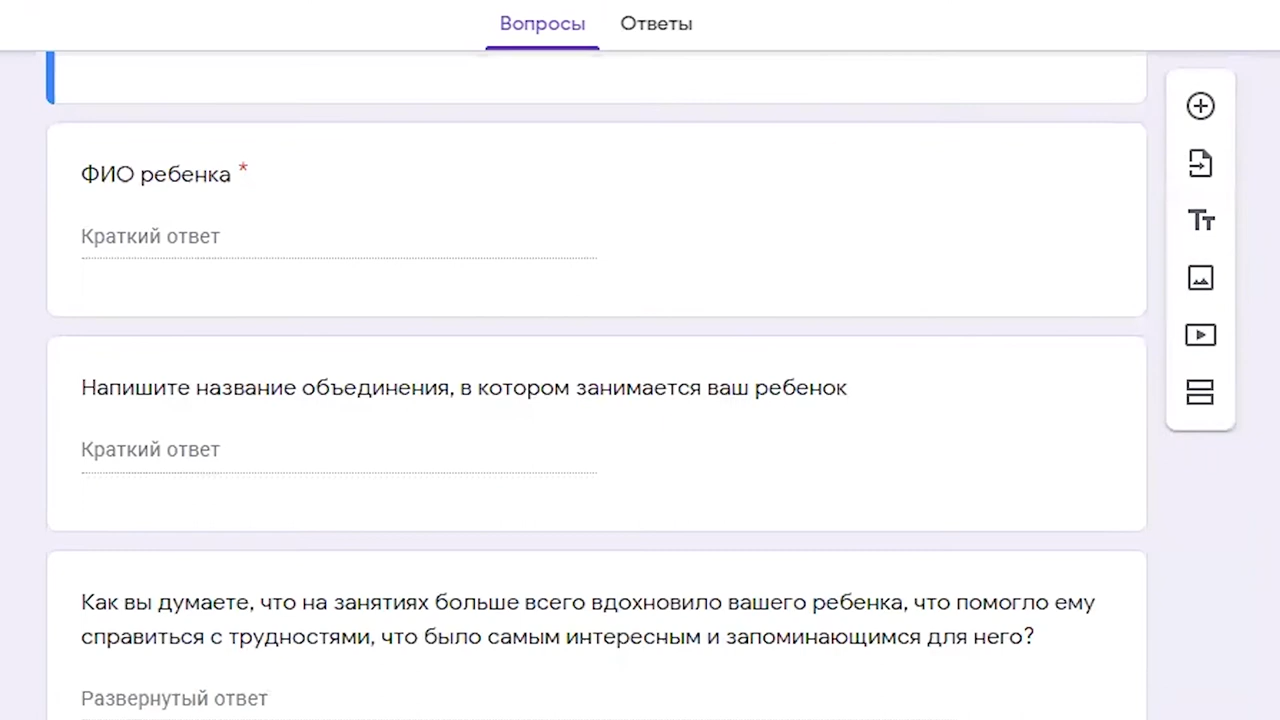 Вопросы Ответы
ФИО ребенка *
Краткий ответ
Напишите название объединения, в котором занимается ваш ребенок
Краткий ответ
Как вы думаете, что на занятиях больше всего вдохновило вашего ребенка, что помогло ему
справиться с трудностями, что было самым интересным и запоминающимся для него?
Развернутый ответ